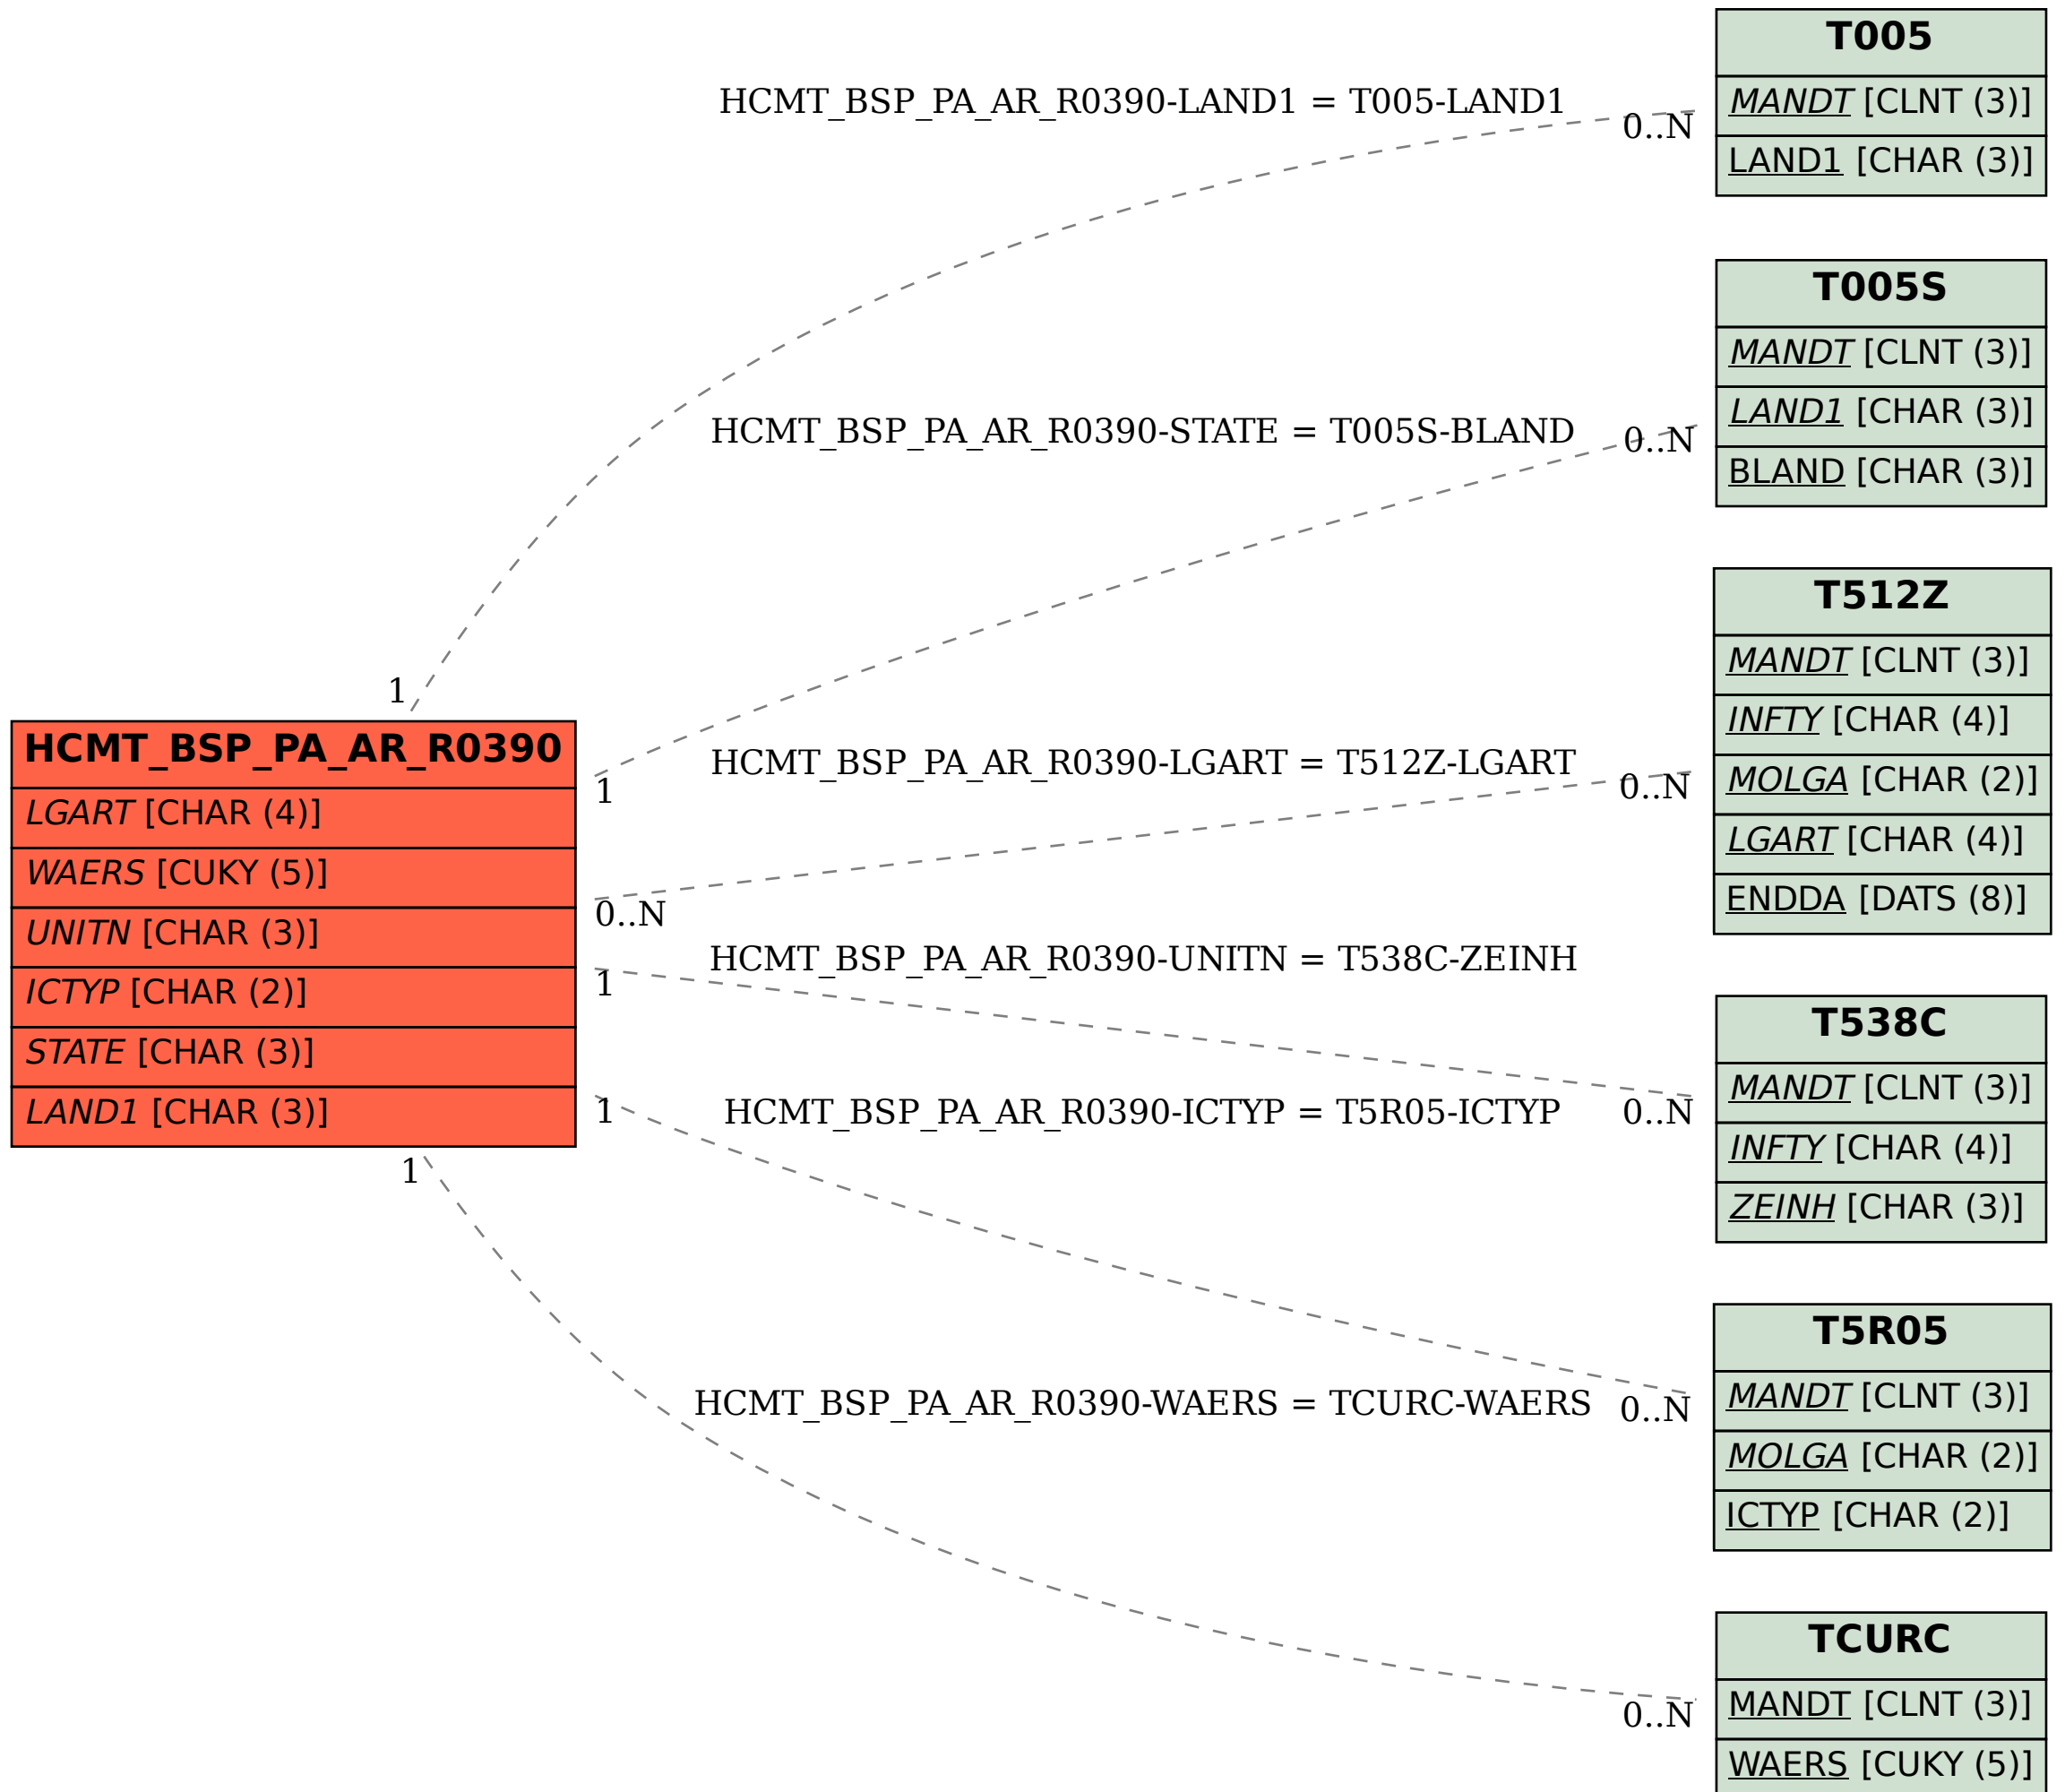 T005
MANDT [CLNT (3)]
LAND1 [CHAR (3)]
HCMT_BSP_PA_AR_R0390-LAND1 = T005-LAND1
0..N
1
T005S
MANDT [CLNT (3)]
LAND1 [CHAR (3)]
BLAND [CHAR (3)]
HCMT_BSP_PA_AR_R0390-STATE = T005S-BLAND
0..N
1
T512Z
MANDT [CLNT (3)]
INFTY [CHAR (4)]
MOLGA [CHAR (2)]
LGART [CHAR (4)]
ENDDA [DATS (8)]
HCMT_BSP_PA_AR_R0390-LGART = T512Z-LGART
0..N
0..N
HCMT_BSP_PA_AR_R0390
LGART [CHAR (4)]
WAERS [CUKY (5)]
UNITN [CHAR (3)]
ICTYP [CHAR (2)]
STATE [CHAR (3)]
LAND1 [CHAR (3)]
HCMT_BSP_PA_AR_R0390-UNITN = T538C-ZEINH
1
0..N
T538C
MANDT [CLNT (3)]
INFTY [CHAR (4)]
ZEINH [CHAR (3)]
HCMT_BSP_PA_AR_R0390-ICTYP = T5R05-ICTYP
1
0..N
T5R05
MANDT [CLNT (3)]
MOLGA [CHAR (2)]
ICTYP [CHAR (2)]
HCMT_BSP_PA_AR_R0390-WAERS = TCURC-WAERS
1
0..N
TCURC
MANDT [CLNT (3)]
WAERS [CUKY (5)]